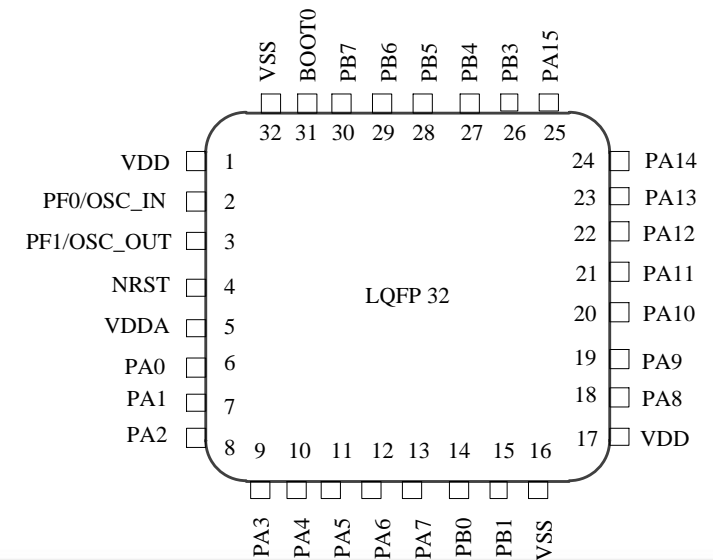 VSS BOOT0 PB7 PB6 PB5 PB4 PB3 PA15
32 31 30 29 28 27 26 25
VDD 1 24 PA14
PF0/OSC_IN 2 23 PA13
PF1/OSC_OUT 3 22 PA12
NRST 4 21 PA11
LQFP 32
VDDA 5 20 PA10
PA0 6 19 PA9
PA1 7 18 PA8
PA2 8 17 VDD
9 10 11 12 13 14 15 16
PA3 PA4 PA5 PA6 PA7 PB0 PB1 VSS